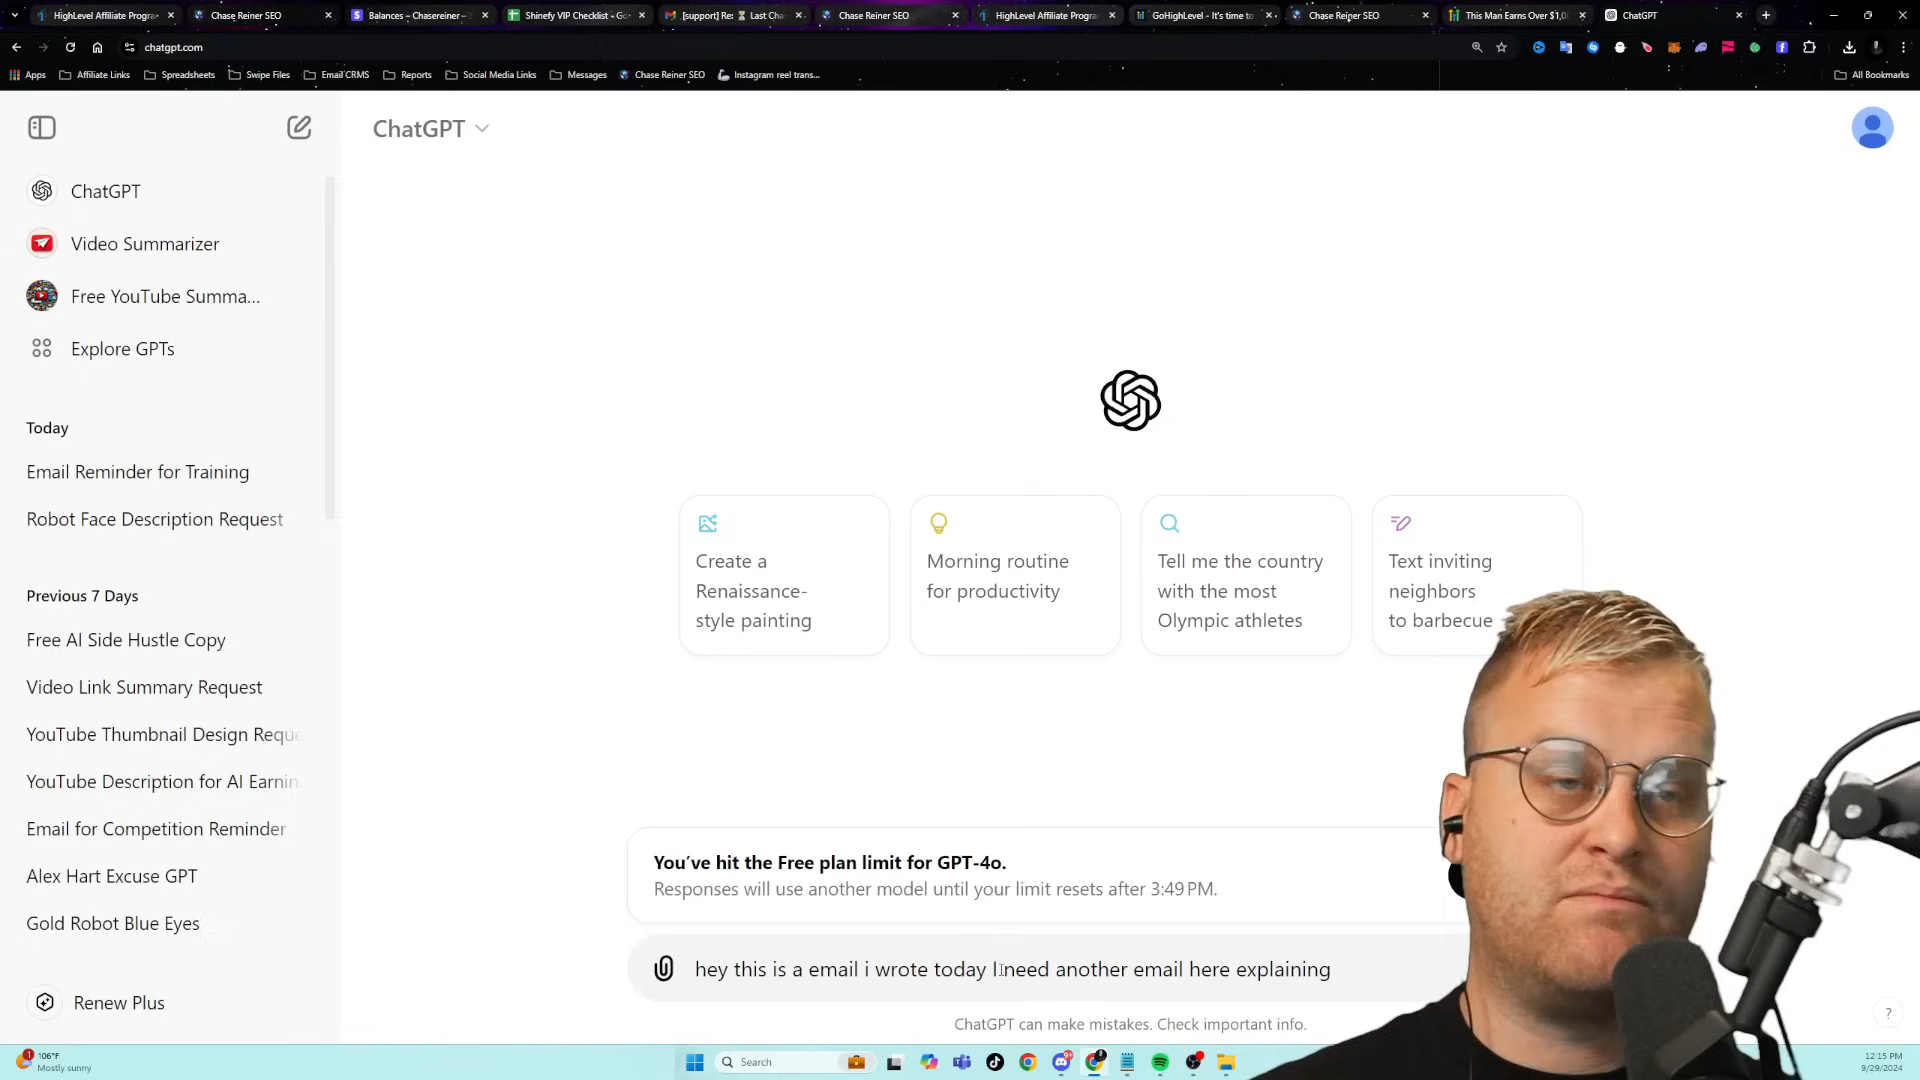 HighLevel Affiliate Progra
Chase Reiner SEO
Balances – Chasereiner –
Shinefy VIP Checklist - Go
[support] Re: ⌛ Last Cha
Chase Reiner SEO
HighLevel Affiliate Progra
GoHighLevel - It's time to
Chase Reiner SEO
This Man Earns Over $1,0
ChatGPT
chatgpt.com
Apps
Affiliate Links
Spreadsheets
Swipe Files
Email CRMS
Reports
Social Media Links
Messages
Chase Reiner SEO
Instagram reel trans...
All Bookmarks
ChatGPT
ChatGPT
Video Summarizer
Free YouTube Summa...
Explore GPTs
Today
Email Reminder for Training
Robot Face Description Request
Previous 7 Days
Free AI Side Hustle Copy
Video Link Summary Request
YouTube Thumbnail Design Reque
YouTube Description for AI Earnin
Email for Competition Reminder
Alex Hart Excuse GPT
Gold Robot Blue Eyes
Renew Plus
Create a
Renaissance-
style painting
Morning routine
for productivity
Tell me the country
with the most
Olympic athletes
Text inviting
neighbors
to barbecue
You've hit the Free plan limit for GPT-4o.
Responses will use another model until your limit resets after 3:49 PM.
hey this is a email i wrote today I need another email here explaining
ChatGPT can make mistakes. Check important info.
?
1
106°F
Mostly sunny
Search
9+
12:15 PM
9/29/2024